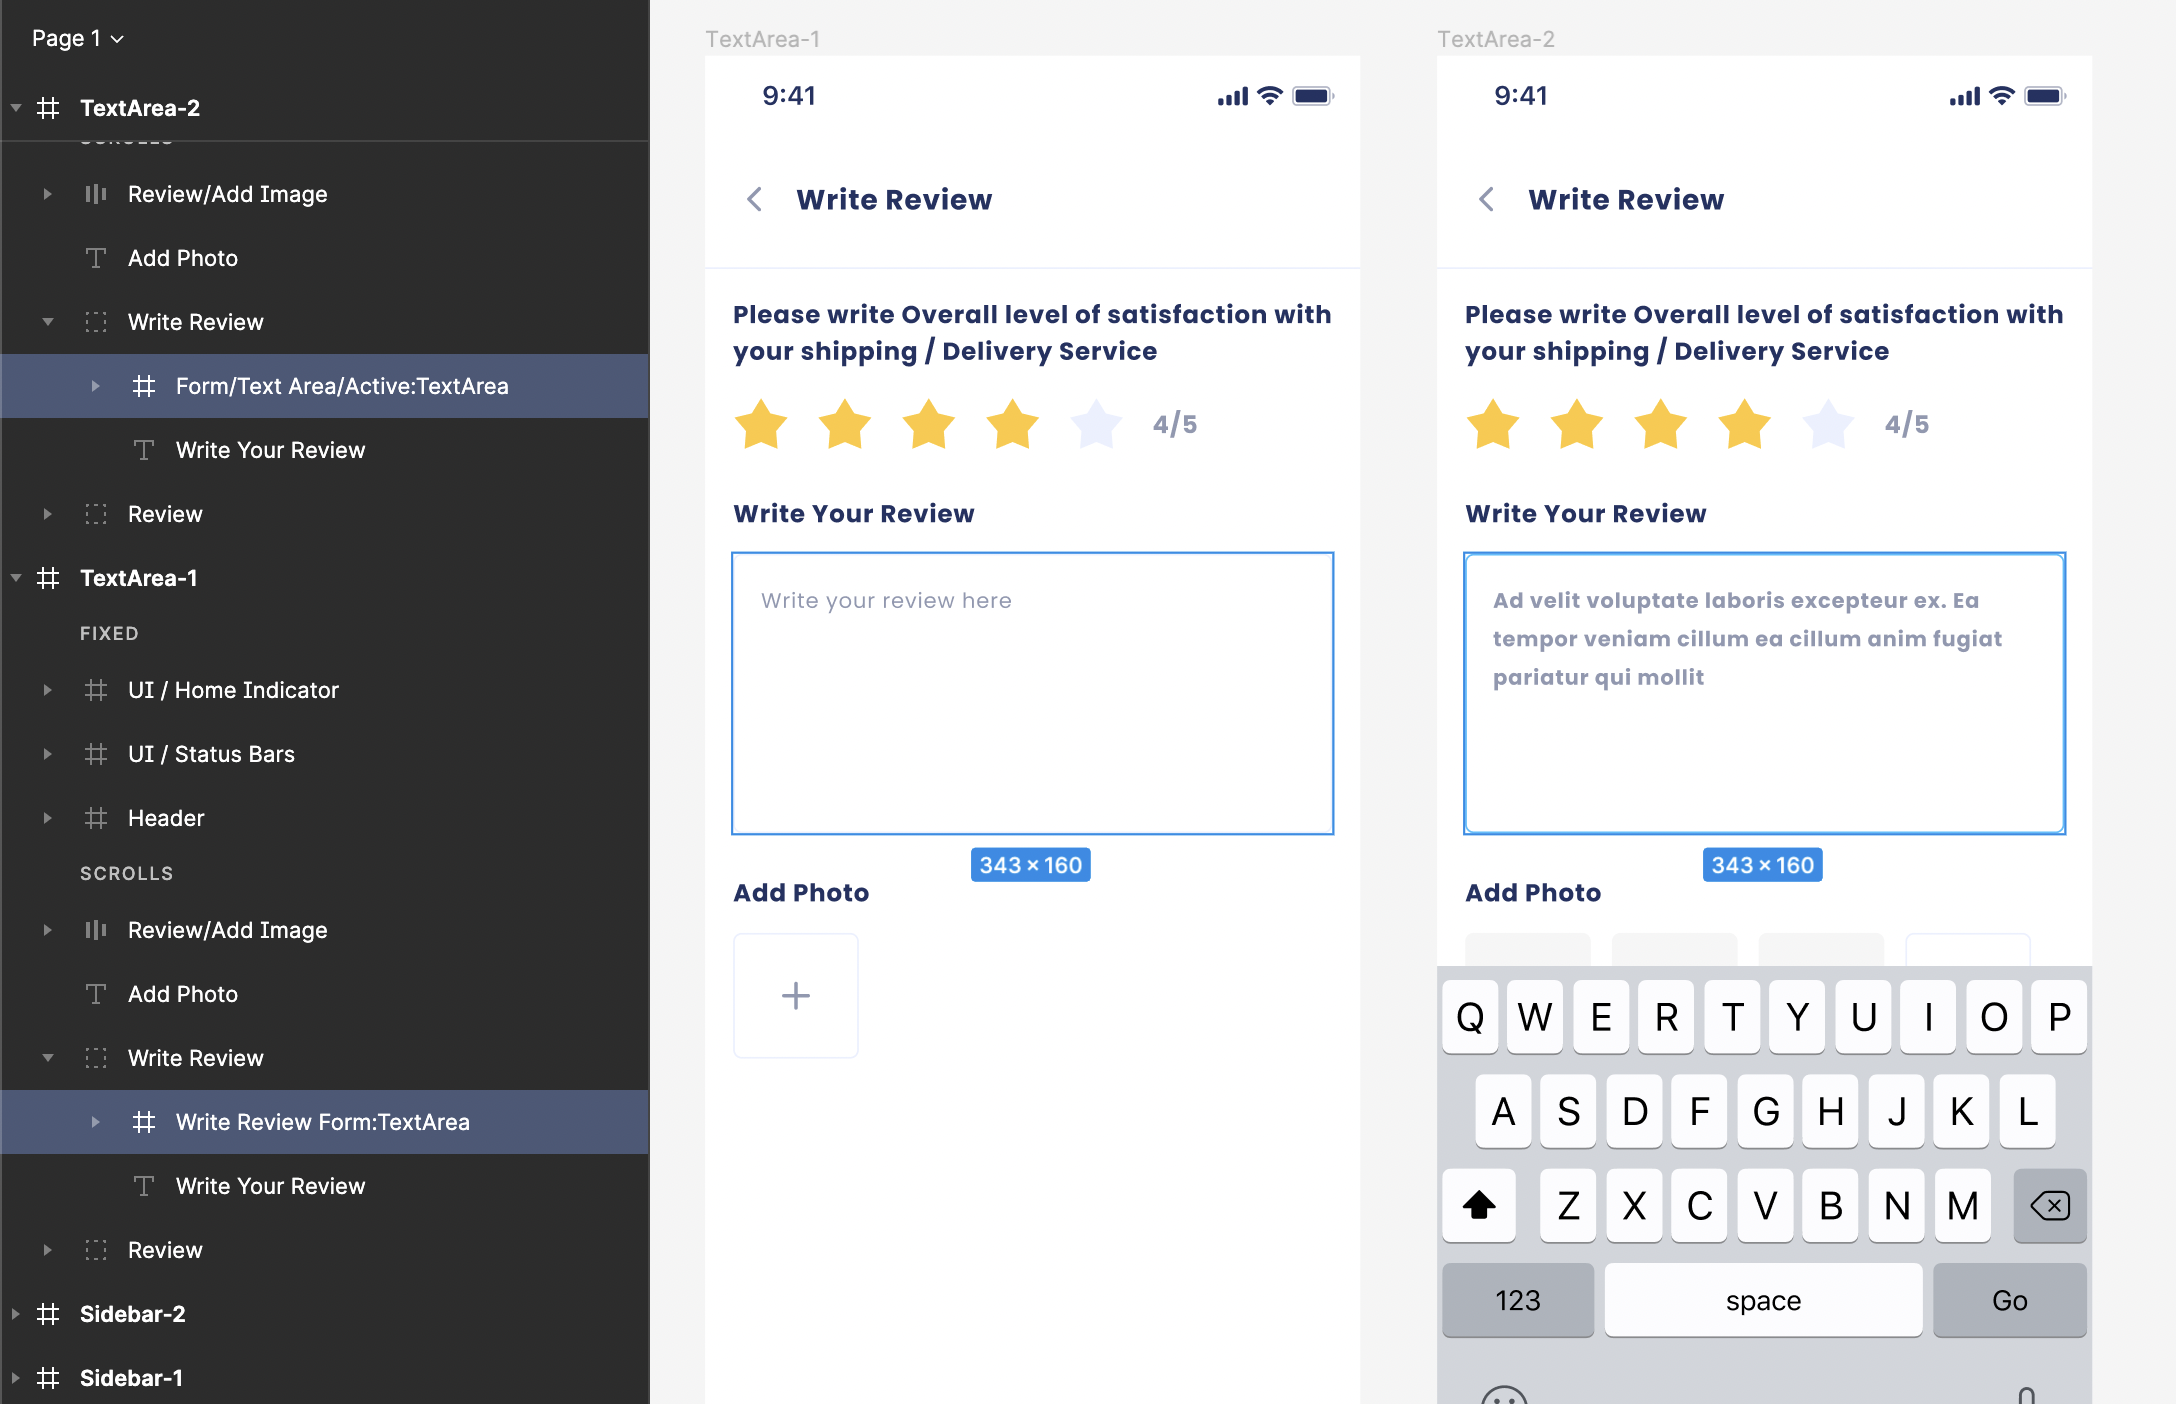 Page 1
TextArea-2
SCROLLS
Review/Add Image
Add Photo
Write Review
Form/Text Area/Active:TextArea
Write Your Review
Review
TextArea-1
FIXED
UI / Home Indicator
UI / Status Bars
Header
SCROLLS
Review/Add Image
Add Photo
Write Review
Write Review Form:TextArea
Write Your Review
Review
Sidebar-2
Sidebar-1
TextArea-1
9:41
Write Review
Please write Overall level of satisfaction with
your shipping / Delivery Service
4/5
Write Your Review
Write your review here
343 × 160
Add Photo
TextArea-2
9:41
Write Review
Please write Overall level of satisfaction with
your shipping / Delivery Service
4/5
Write Your Review
Ad velit voluptate laboris excepteur ex. Ea
tempor veniam cillum ea cillum anim fugiat
pariatur qui mollit
343 × 160
Add Photo
Q W E R T Y U I O P
A S D F G H J K L
Z X C V B N M
123 space Go